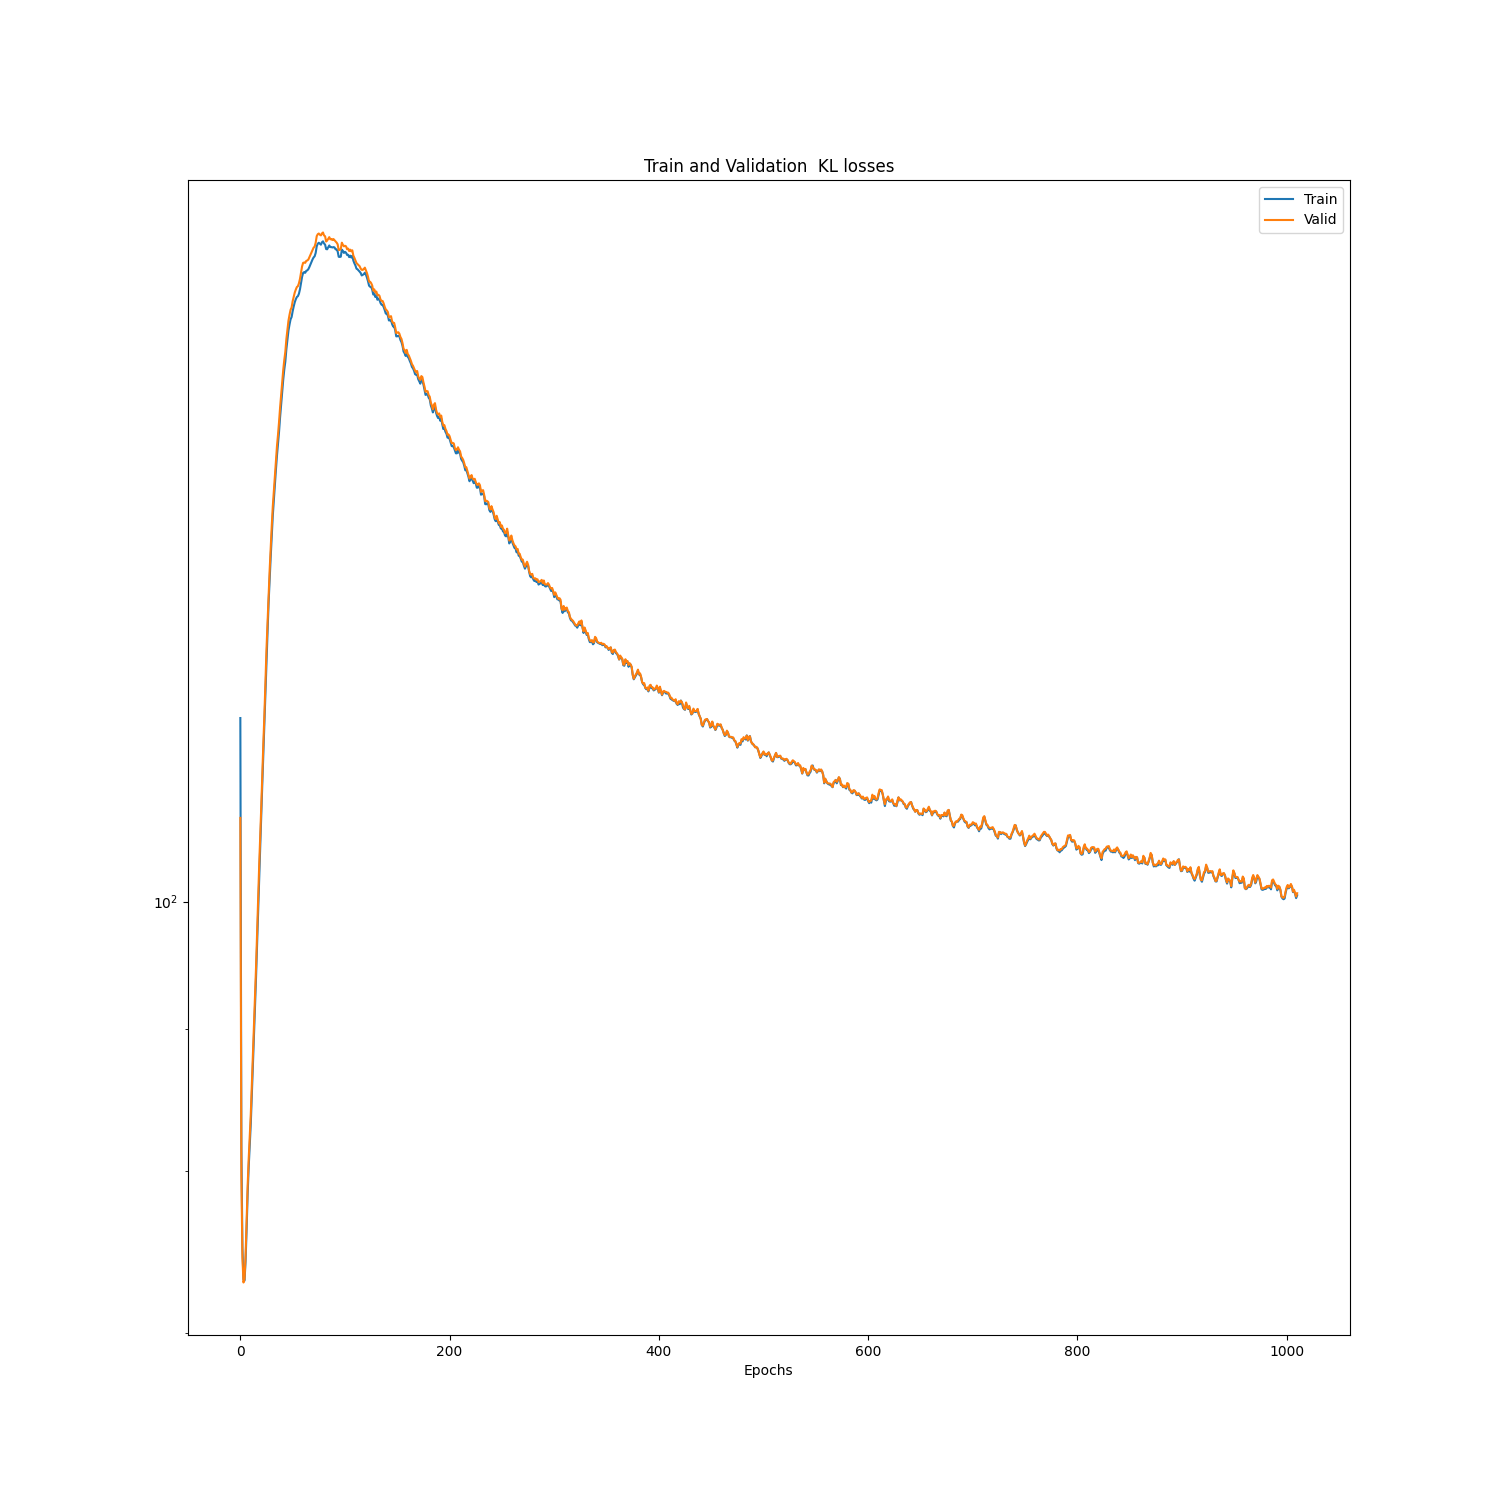 Train and Validation  KL losses
Train
Valid
10²
0 200 400 600 800 1000
Epochs